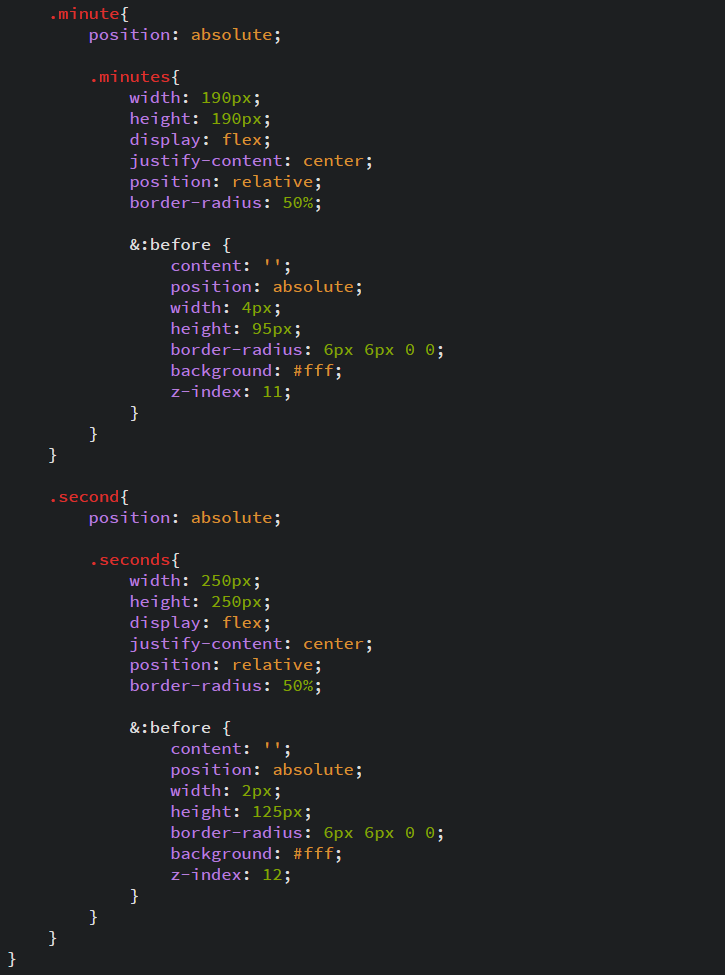 .minute{
position: absolute;
.minutes{
width: 190px;
height: 190px;
display: flex;
justify-content: center;
position: relative;
border-radius: 50%;
&:before {
content: '';
position: absolute;
width: 4px;
height: 95px;
border-radius: 6px 6px 0 0;
background: #fff;
z-index: 11;
}
}
}
.second{
position: absolute;
.seconds{
width: 250px;
height: 250px;
display: flex;
justify-content: center;
position: relative;
border-radius: 50%;
&:before {
content: '';
position: absolute;
width: 2px;
height: 125px;
border-radius: 6px 6px 0 0;
background: #fff;
z-index: 12;
}
}
}
}